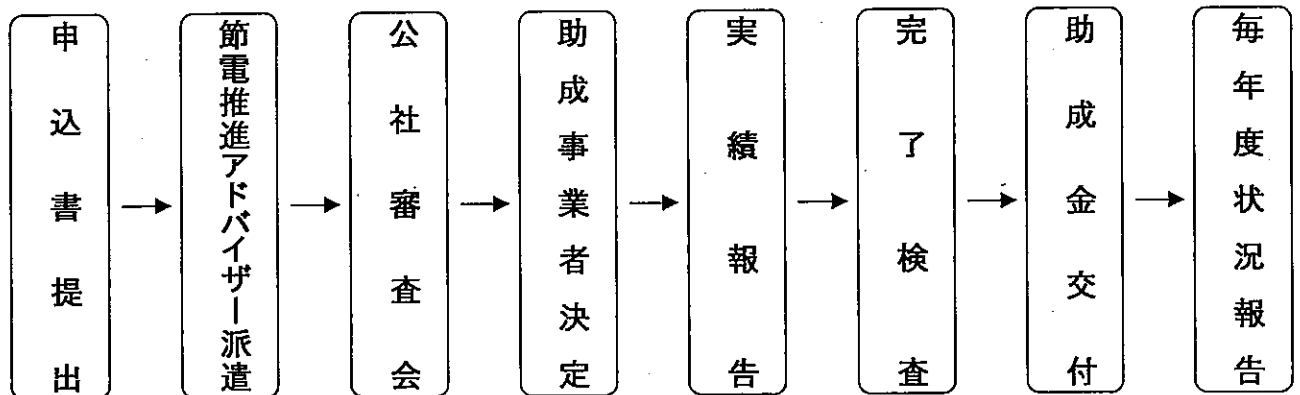 申込書提出
節電推進アドバイザー派遣
公社審査会
助成事業者決定
実績報告
完了検査
助成金交付
毎年度状況報告